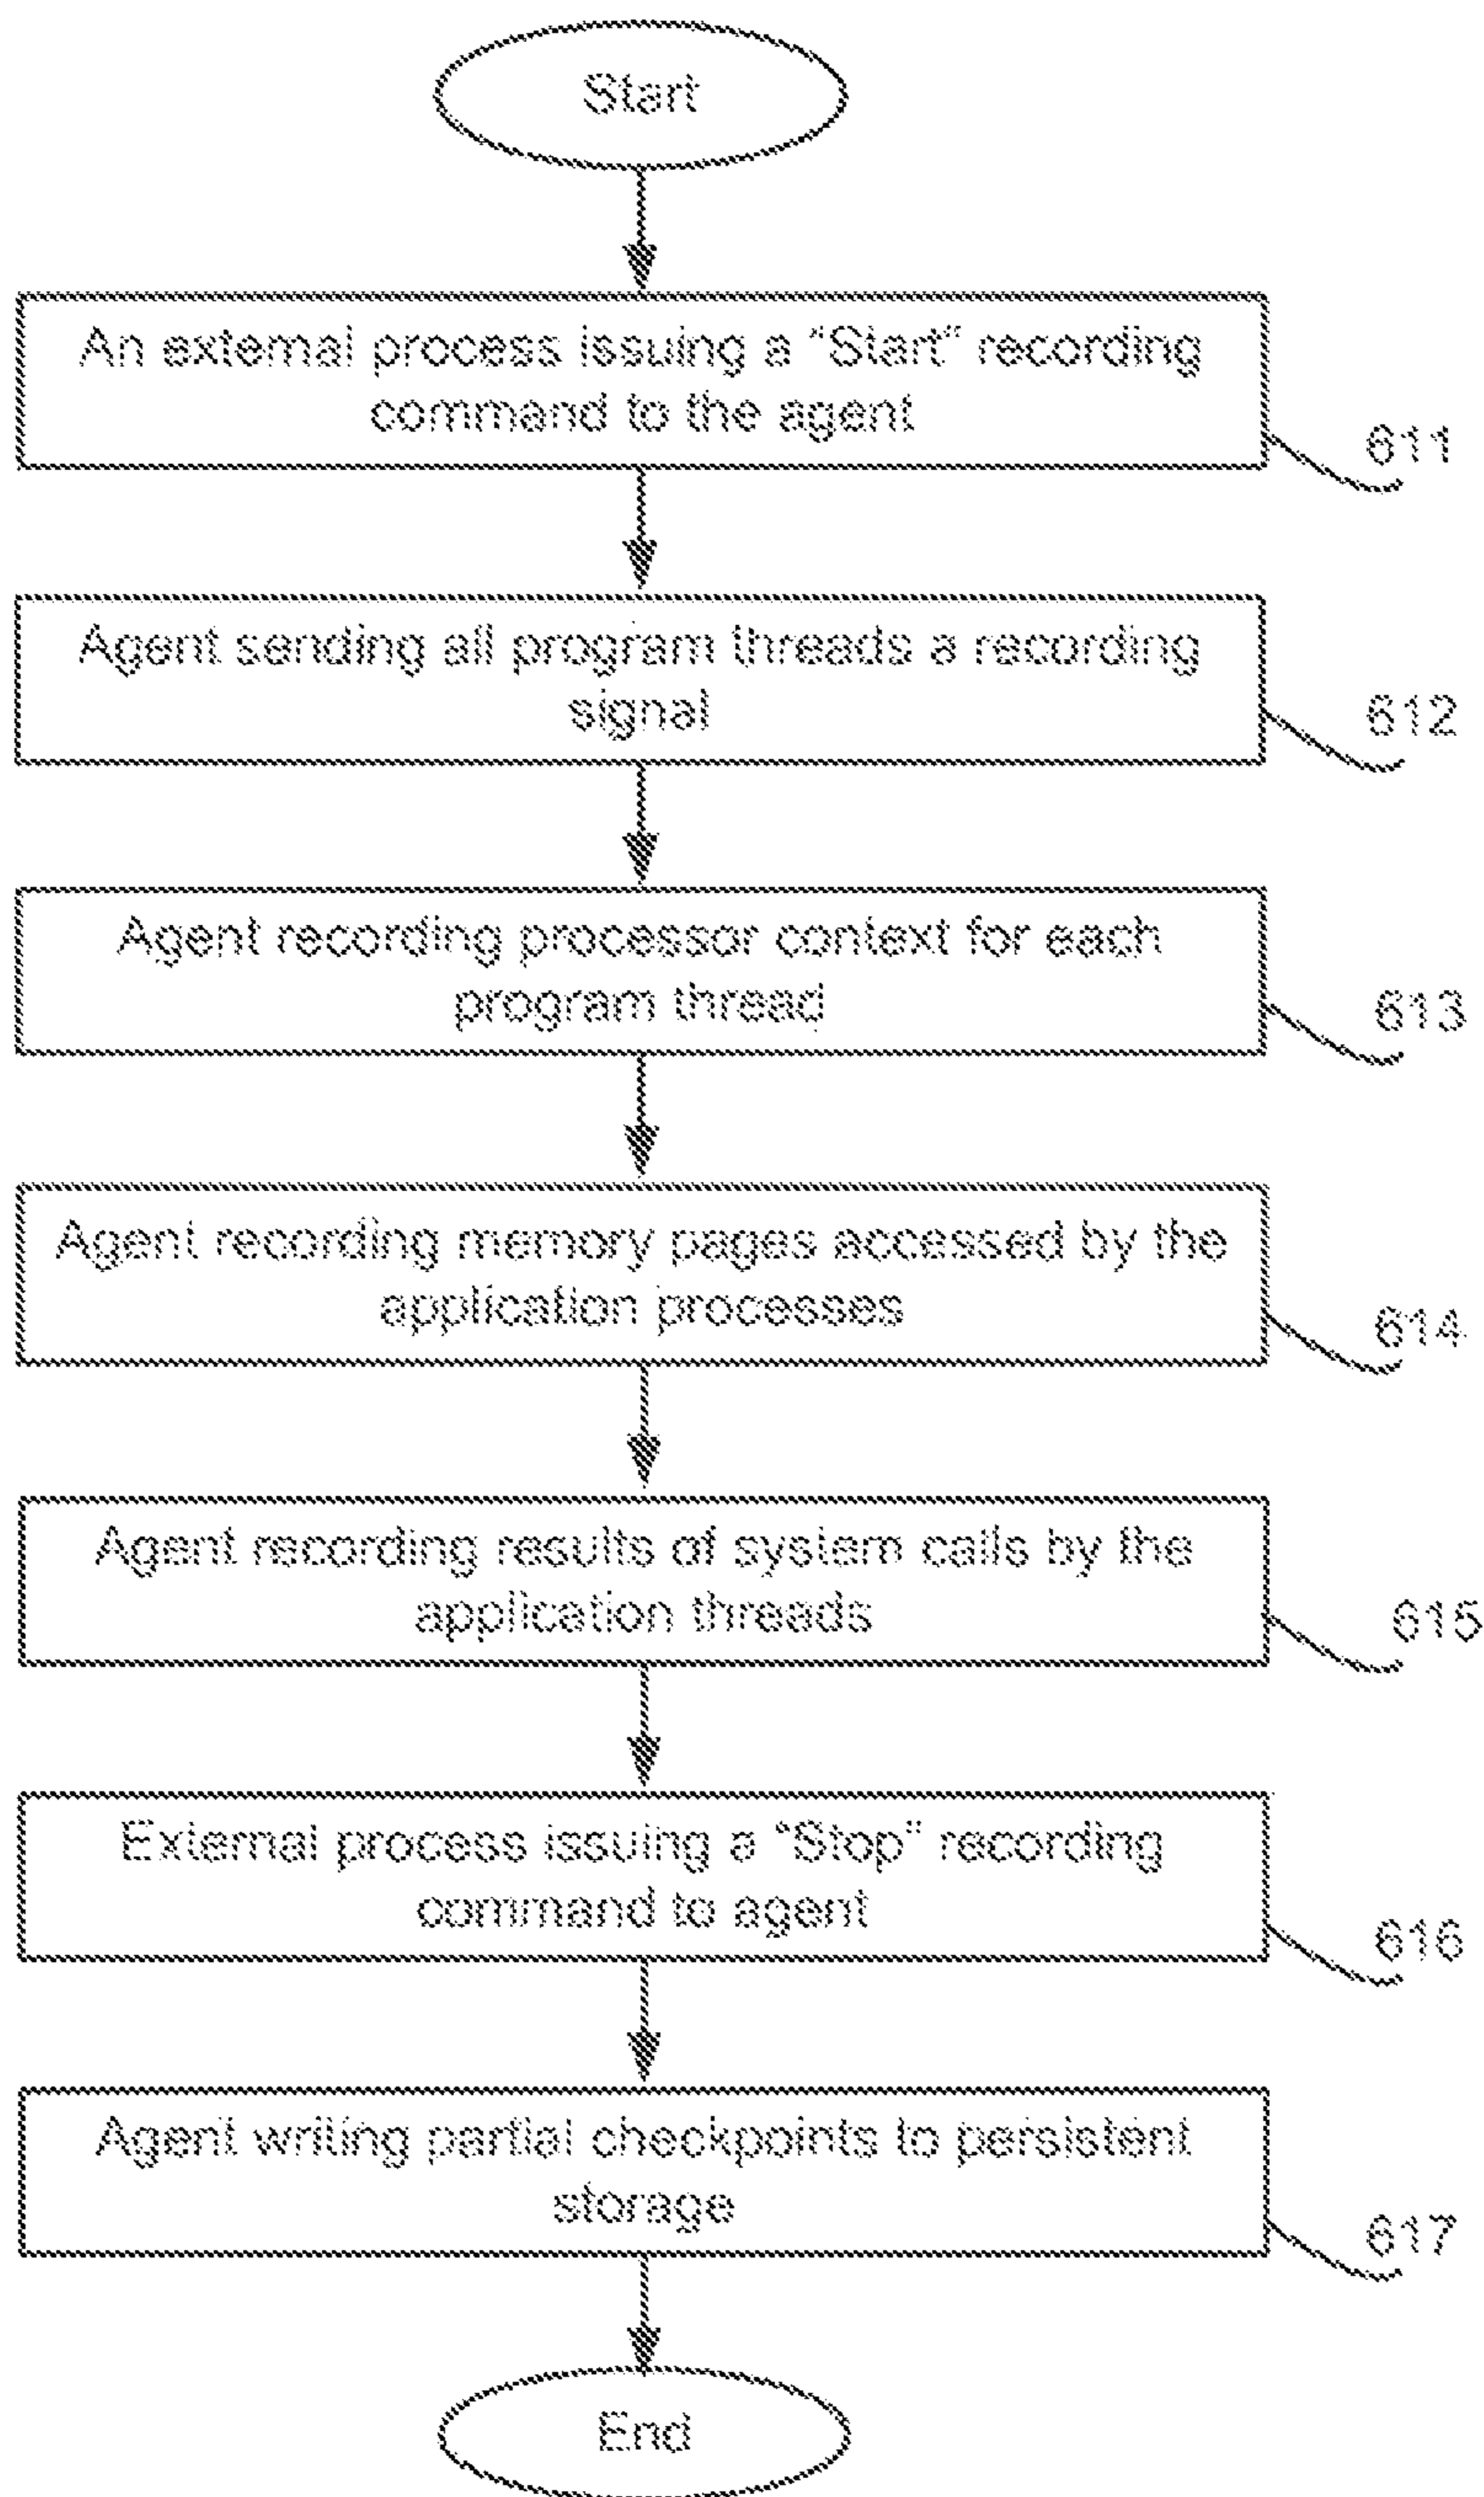 Start
An external process issuing a "Start" recording
command to the agent
611
Agent sending all program threads a recording
signal
612
Agent recording processor context for each
program thread
613
Agent recording memory pages accessed by the
application processes
614
Agent recording results of system calls by the
application threads
615
External process issuing a "Stop" recording
command to agent
616
Agent writing partial checkpoints to persistent
storage
617
End